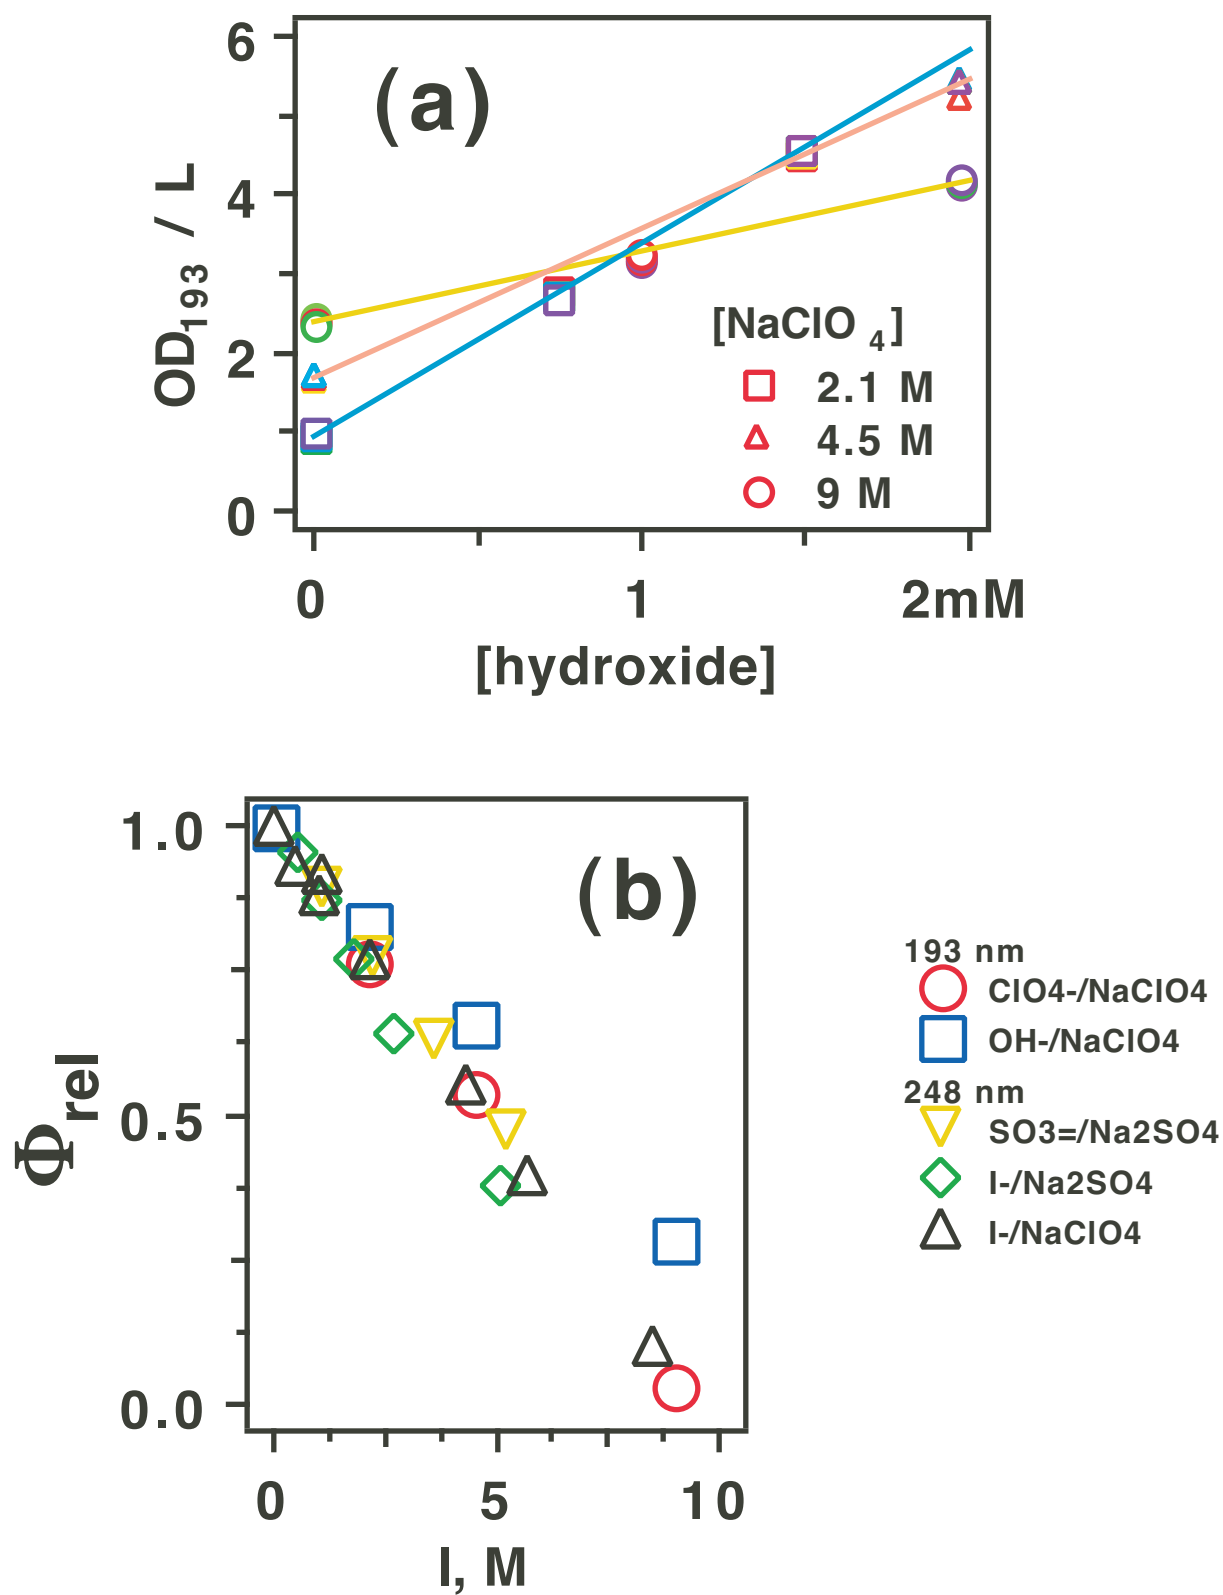 (a)
OD193 / L
6
4
2
0
[NaClO 4]
2.1 M
4.5 M
9 M
0 1 2mM
[hydroxide]
(b)
Φrel
1.0
0.5
0.0
0 5 10
I, M
193 nm
ClO4-/NaClO4
OH-/NaClO4
248 nm
SO3=/Na2SO4
I-/Na2SO4
I-/NaClO4